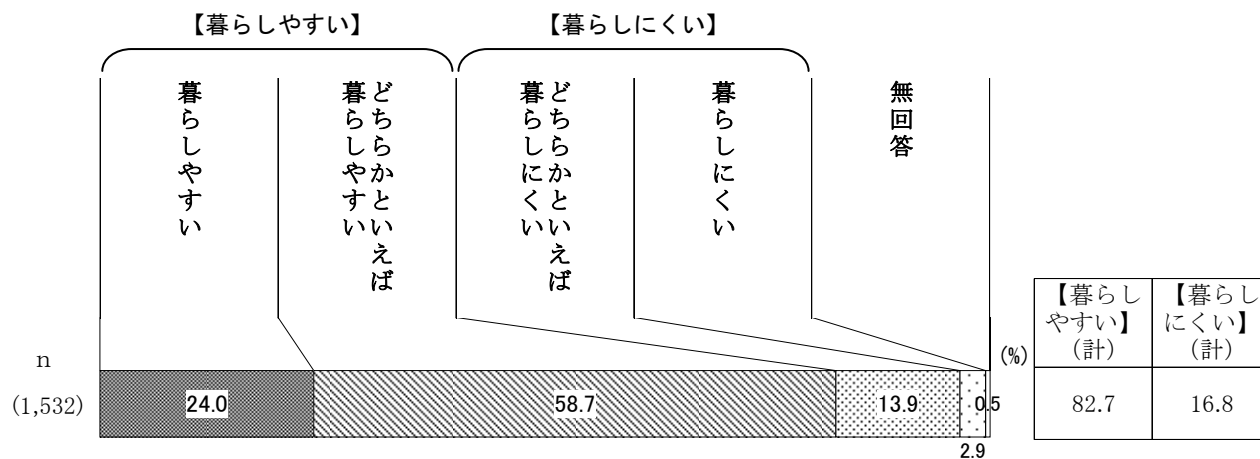 【暮らしやすい】
【暮らしにくい】
暮らしやすい
どちらかといえば
暮らしやすい
どちらかといえば
暮らしにくい
暮らしにくい
無回答
n
(1,532)
24.0
58.7
13.9
0.5
2.9
(%)
【暮らし
やすい】
(計)
【暮らし
にくい】
(計)
82.7
16.8